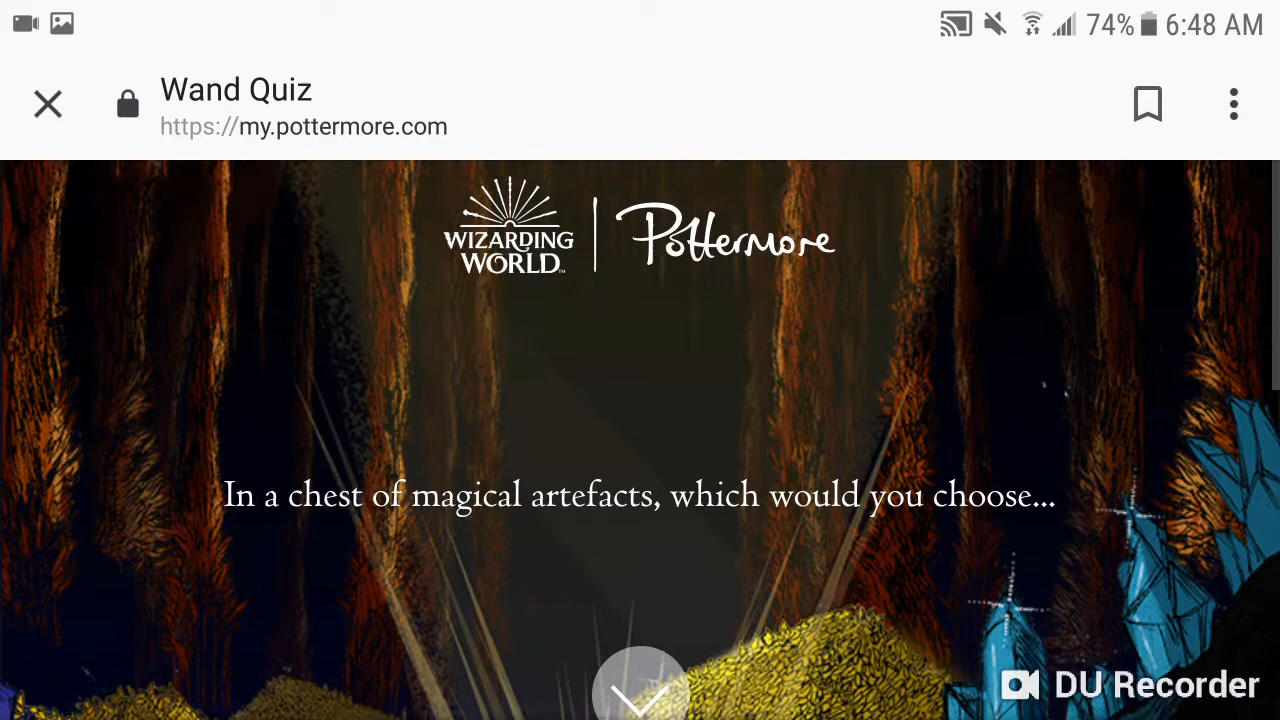 74% 6:48 AM
Wand Quiz
https://my.pottermore.com
WIZARDING
WORLD™
Pottermore
In a chest of magical artefacts, which would you choose...
DU Recorder